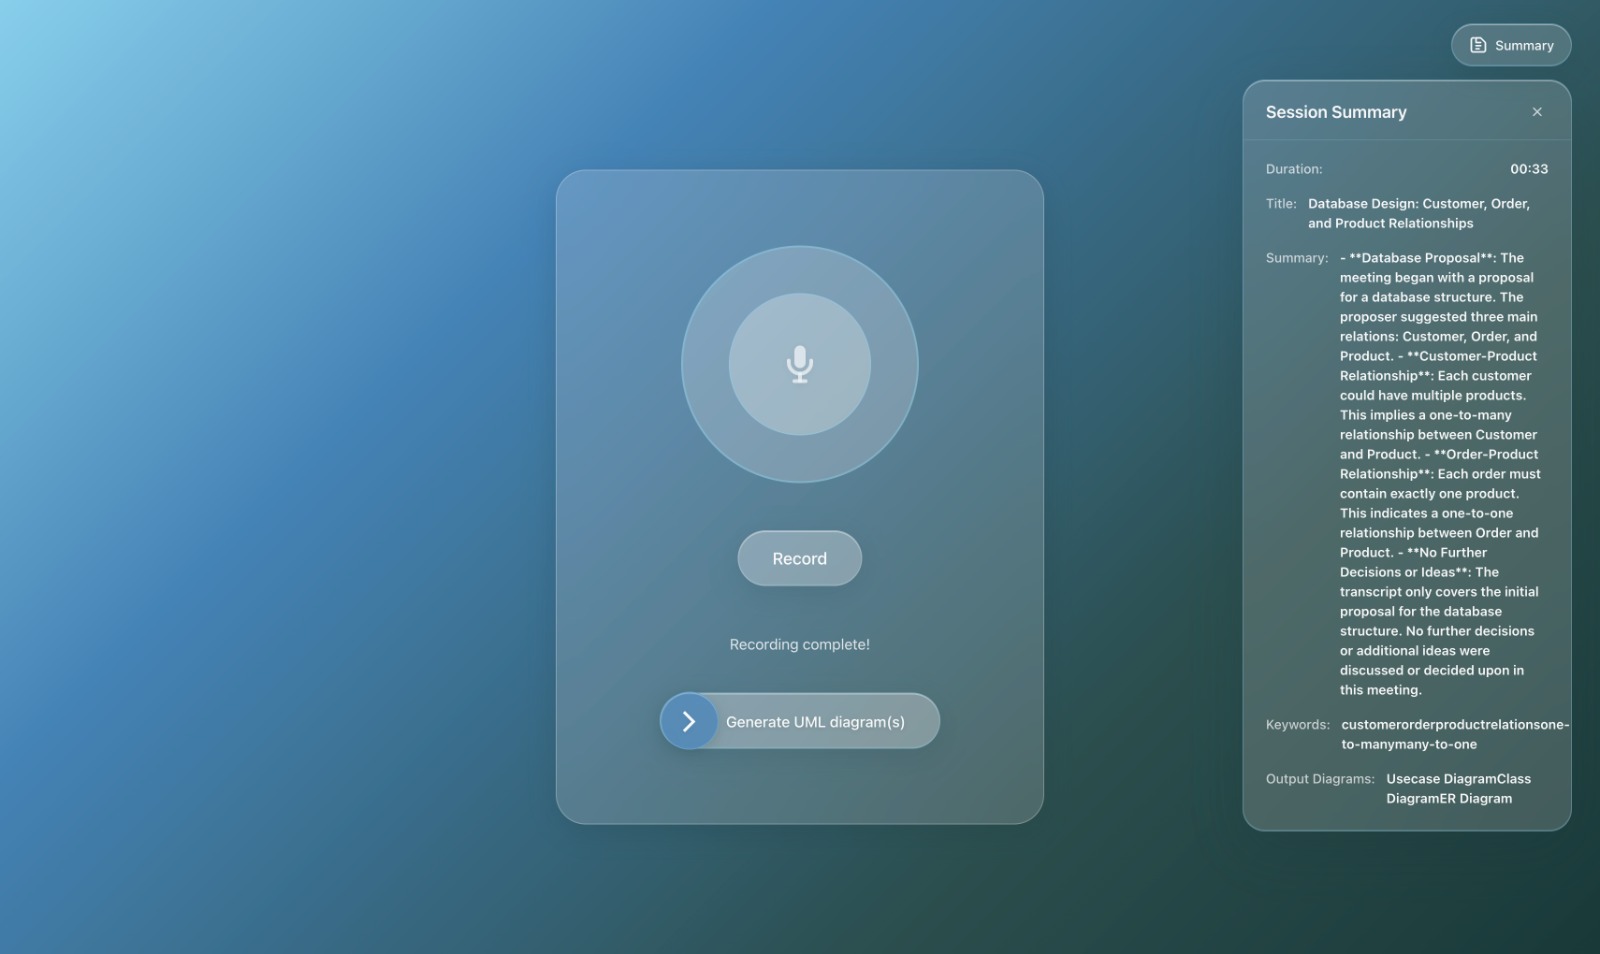 Summary
Session Summary
Duration: 00:33
Title: Database Design: Customer, Order,
and Product Relationships
Summary: - **Database Proposal**: The
meeting began with a proposal
for a database structure. The
proposer suggested three main
relations: Customer, Order, and
Product. - **Customer-Product
Relationship**: Each customer
could have multiple products.
This implies a one-to-many
relationship between Customer
and Product. - **Order-Product
Relationship**: Each order must
contain exactly one product.
This indicates a one-to-one
relationship between Order and
Product. - **No Further
Decisions or Ideas**: The
transcript only covers the initial
proposal for the database
structure. No further decisions
or additional ideas were
discussed or decided upon in
this meeting.
Keywords: customerorderproductrelationsone-
to-manymany-to-one
Output Diagrams: Usecase DiagramClass
DiagramER Diagram
Record
Recording complete!
Generate UML diagram(s)